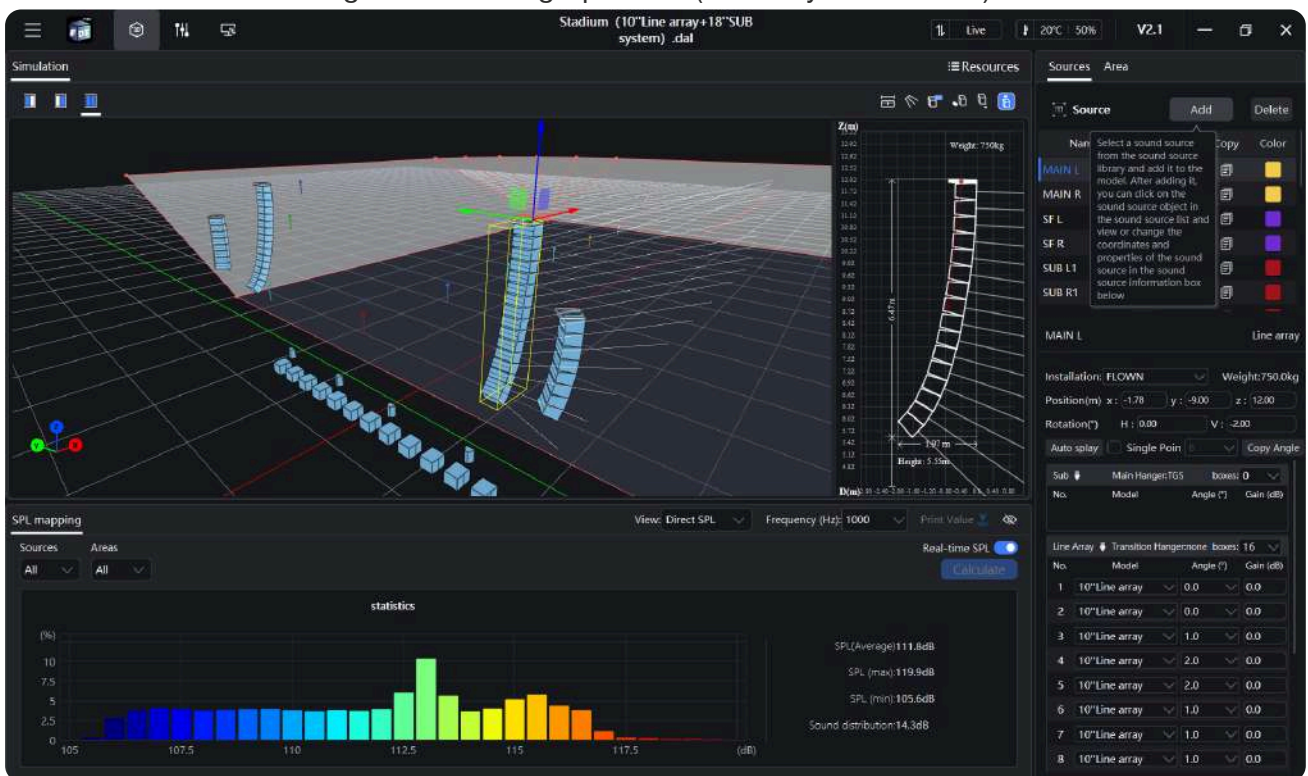 Stadium (10"Line array+18"SUB
system) .dal
Live
20℃ 50%
V2.1
Simulation
Resources
Sources Area
Source
Add
Delete
Select a sound source
from the sound source
library and add it to the
model. After adding it,
you can click on the
sound source object in
the sound source list and
view or change the
coordinates and
properties of the sound
source in the sound
source information box
below
Color
MAIN L
MAIN R
SF L
SF R
SUB L1
SUB R1
Z(m)
Weight: 750kg
6.47m
1.97 m
Height: 5.55m
D(m)
MAIN L
Line array
Installation: FLOWN
Weight:750.0kg
Position(m) x: -1.78 y: -9.00 z: 12.00
Rotation(°) H: 0.00 V: -2.00
Auto splay
Single Poin
Copy Angle
Sub Main Hanger:TG5 boxes: 0
No. Model Angle (°) Gain (dB)
Line Array Transition Hanger:none boxes: 16
No. Model Angle (°) Gain (dB)
1 10"Line array 0.0 0.0
2 10"Line array 0.0 0.0
3 10"Line array 1.0 0.0
4 10"Line array 2.0 0.0
5 10"Line array 2.0 0.0
6 10"Line array 1.0 0.0
7 10"Line array 1.0 0.0
8 10"Line array 1.0 0.0
SPL mapping
View: Direct SPL
Frequency (Hz): 1000
Print Value
Sources Areas
All All
Real-time SPL
Calculate
statistics
(%)
10
7.5
5
2.5
0
105 107.5 110 112.5 115 117.5 (dB)
SPL(Average):111.8dB
SPL (max):119.9dB
SPL (min):105.6dB
Sound distribution:14.3dB